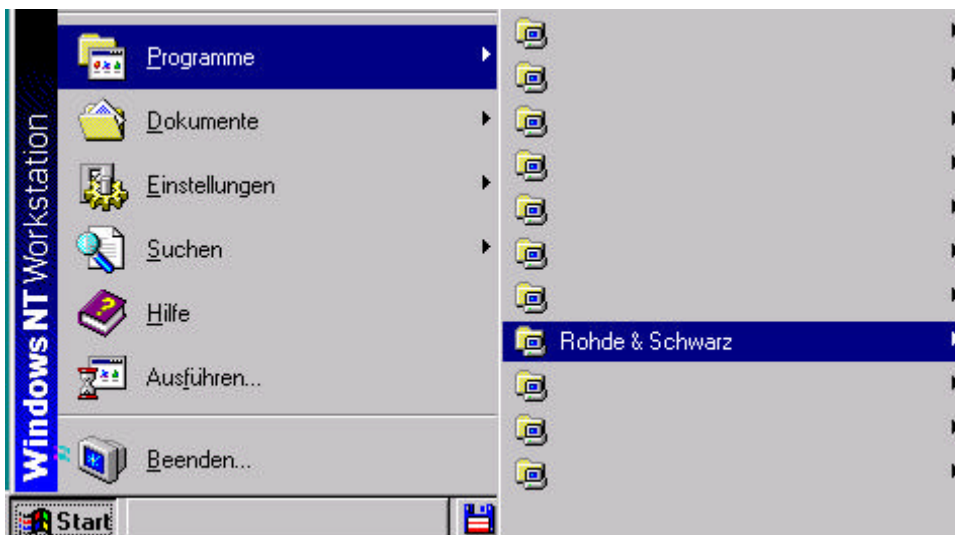 Windows NT Workstation
Programme
Dokumente
Einstellungen
Suchen
Hilfe
Ausführen...
Beenden...
Rohde & Schwarz
Start